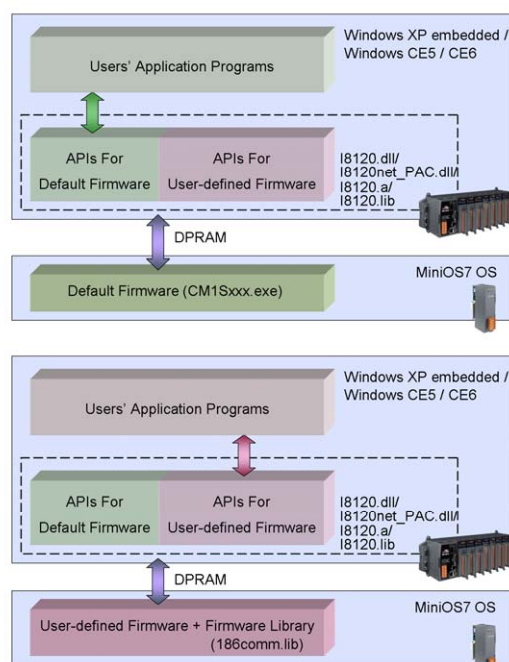 Windows XP embedded /
Windows CE5 / CE6
Users' Application Programs
APIs For
Default Firmware
APIs For
User-defined Firmware
I8120.dll/
I8120net_PAC.dll/
I8120.a/
I8120.lib
DPRAM
MiniOS7 OS
Default Firmware (CM1Sxxx.exe)
Windows XP embedded /
Windows CE5 / CE6
Users' Application Programs
APIs For
Default Firmware
APIs For
User-defined Firmware
I8120.dll/
I8120net_PAC.dll/
I8120.a/
I8120.lib
DPRAM
MiniOS7 OS
User-defined Firmware + Firmware Library
(186comm.lib)